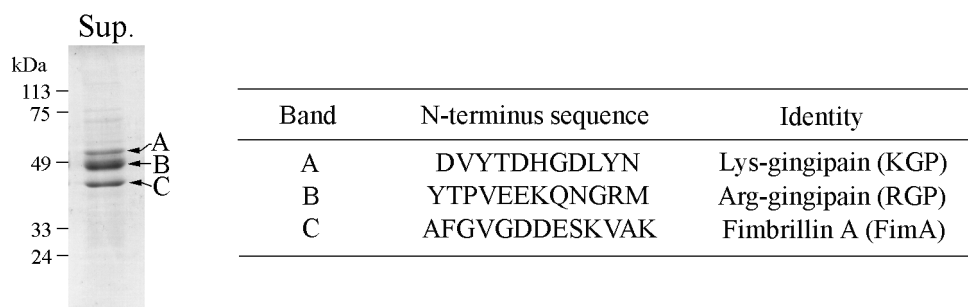 Sup.
kDa
113
75
49
33
24
A
B
C
Band N-terminus sequence Identity
A DVYTDHGDLYN Lys-gingipain (KGP)
B YTPVEEKQNGRM Arg-gingipain (RGP)
C AFGVGDDESKVAK Fimbrillin A (FimA)